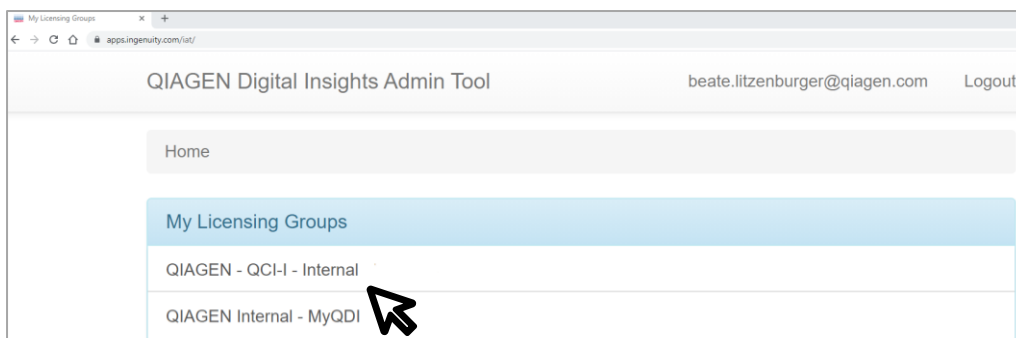 My Licensing Groups
apps.ingenuity.com/iat/
QIAGEN Digital Insights Admin Tool beate.litzenburger@qiagen.com Logout
Home
My Licensing Groups
QIAGEN - QCI-I - Internal
QIAGEN Internal - MyQDI